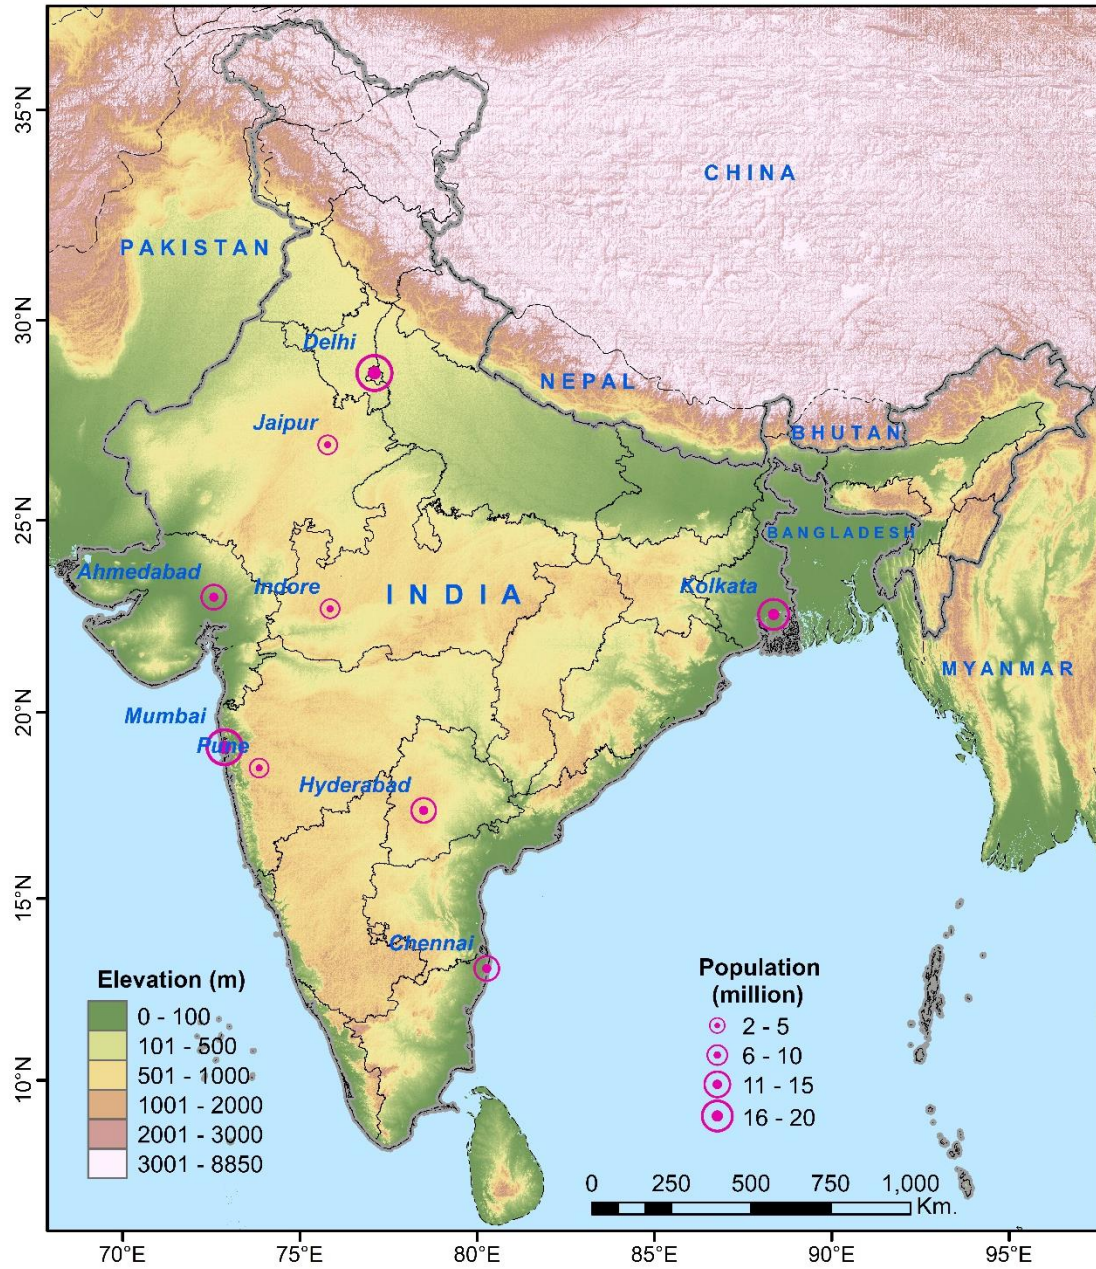 35°N
30°N
25°N
20°N
15°N
10°N
CHINA
PAKISTAN
Delhi
NEPAL
Jaipur
BHUTAN
BANGLADESH
Ahmedabad
Indore
INDIA
Kolkata
MYANMAR
Mumbai
Pune
Hyderabad
Chennai
Elevation (m)
0 - 100
101 - 500
501 - 1000
1001 - 2000
2001 - 3000
3001 - 8850
Population
(million)
2 - 5
6 - 10
11 - 15
16 - 20
0 250 500 750 1,000
Km.
70°E 75°E 80°E 85°E 90°E 95°E